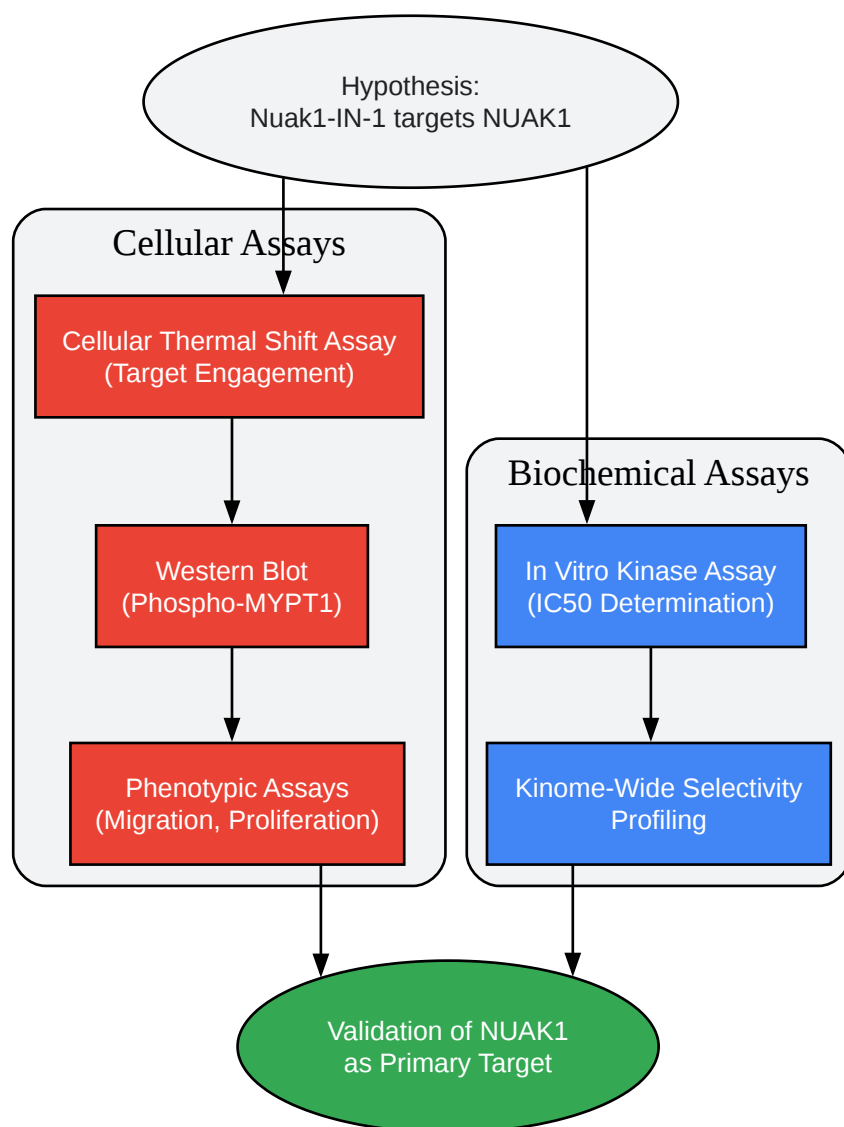 Hypothesis:
Nuak1-IN-1 targets NUAK1
Cellular Assays
Cellular Thermal Shift Assay
(Target Engagement)
Western Blot
(Phospho-MYPT1)
Phenotypic Assays
(Migration, Proliferation)
Biochemical Assays
In Vitro Kinase Assay
(IC50 Determination)
Kinome-Wide Selectivity
Profiling
Validation of NUAK1
as Primary Target